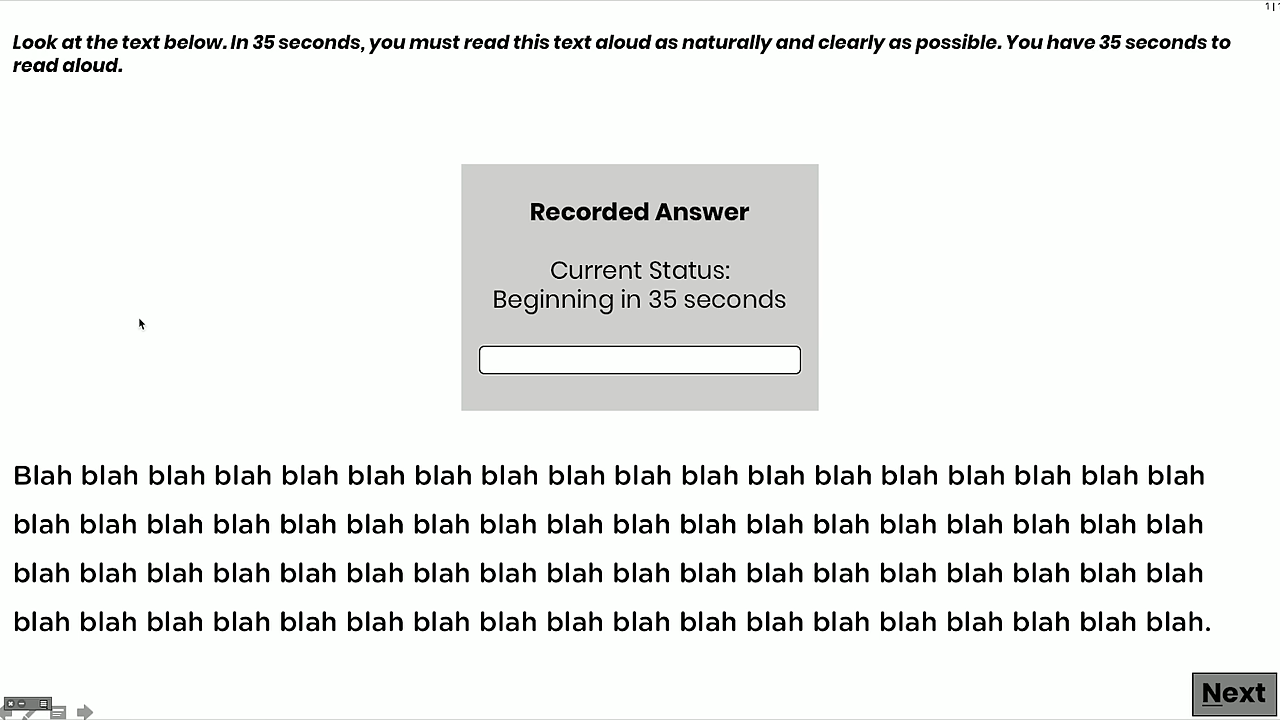 Look at the text below. In 35 seconds, you must read this text aloud as naturally and clearly as possible. You have 35 seconds to
read aloud.
Recorded Answer
Current Status:
Beginning in 35 seconds
Blah blah blah blah blah blah blah blah blah blah blah blah blah blah blah blah blah blah
blah blah blah blah blah blah blah blah blah blah blah blah blah blah blah blah blah blah
blah blah blah blah blah blah blah blah blah blah blah blah blah blah blah blah blah blah
blah blah blah blah blah blah blah blah blah blah blah blah blah blah blah blah blah blah.
Next